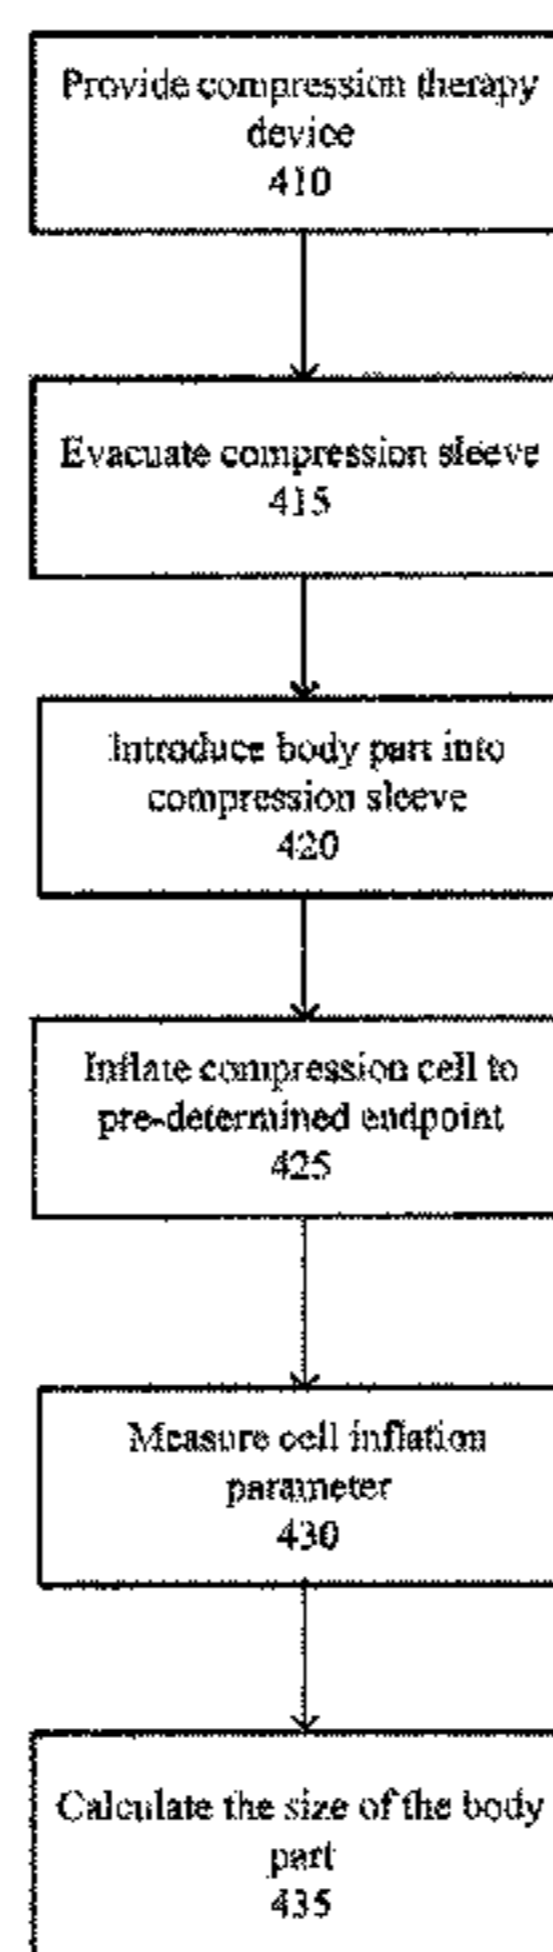 Provide compression therapy
device
410
Evacuate compression sleeve
415
Introduce body part into
compression sleeve
420
Inflate compression cell to
pre-determined endpoint
425
Measure cell inflation
parameter
430
Calculate the size of the body
part
435